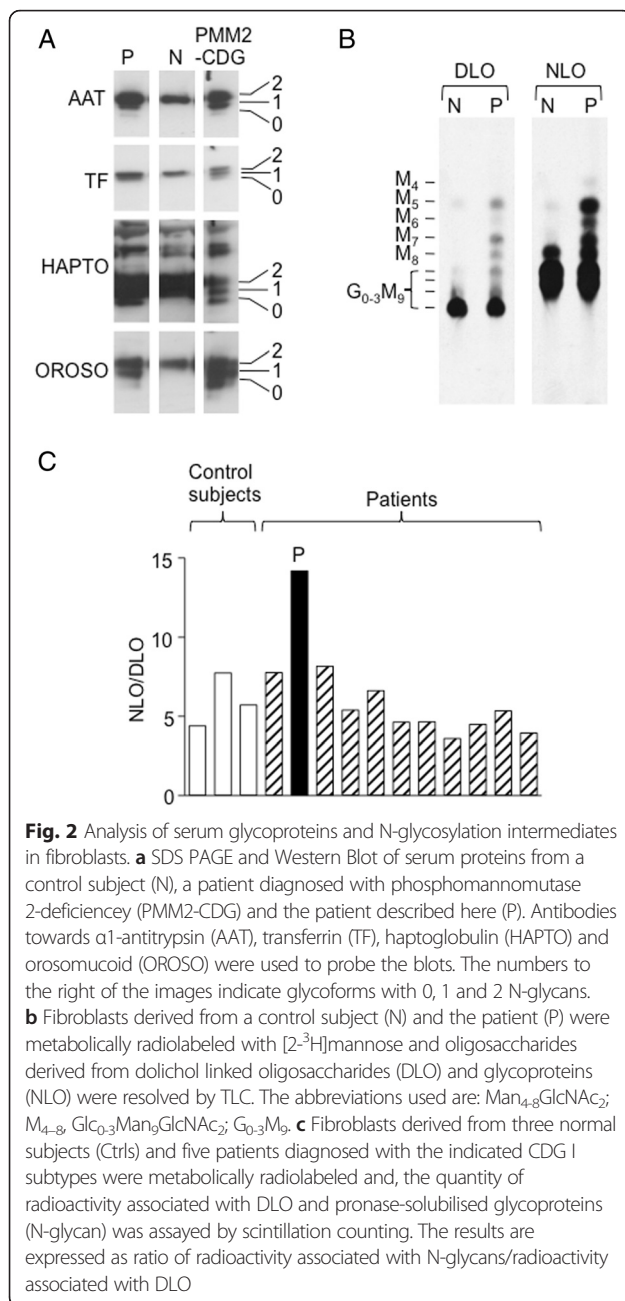 A
P N PMM2
-CDG
AAT
2
1
0
TF
2
1
0
HAPTO
2
1
0
OROSO
2
1
0
B
DLO NLO
N P N P
M4
M5
M6
M7
M8
G0-3M9
C
Control
subjects
Patients
P
NLO/DLO
15
10
5
0
Fig. 2 Analysis of serum glycoproteins and N-glycosylation intermediates
in fibroblasts. a SDS PAGE and Western Blot of serum proteins from a
control subject (N), a patient diagnosed with phosphomannomutase
2-deficiencey (PMM2-CDG) and the patient described here (P). Antibodies
towards α1-antitrypsin (AAT), transferrin (TF), haptoglobulin (HAPTO) and
orosomucoid (OROSO) were used to probe the blots. The numbers to
the right of the images indicate glycoforms with 0, 1 and 2 N-glycans.
b Fibroblasts derived from a control subject (N) and the patient (P) were
metabolically radiolabeled with [2-³H]mannose and oligosaccharides
derived from dolichol linked oligosaccharides (DLO) and glycoproteins
(NLO) were resolved by TLC. The abbreviations used are: Man4-8GlcNAc2;
M4–8, Glc0-3Man9GlcNAc2; G0-3M9. c Fibroblasts derived from three normal
subjects (Ctrls) and five patients diagnosed with the indicated CDG I
subtypes were metabolically radiolabeled and, the quantity of
radioactivity associated with DLO and pronase-solubilised glycoproteins
(N-glycan) was assayed by scintillation counting. The results are
expressed as ratio of radioactivity associated with N-glycans/radioactivity
associated with DLO